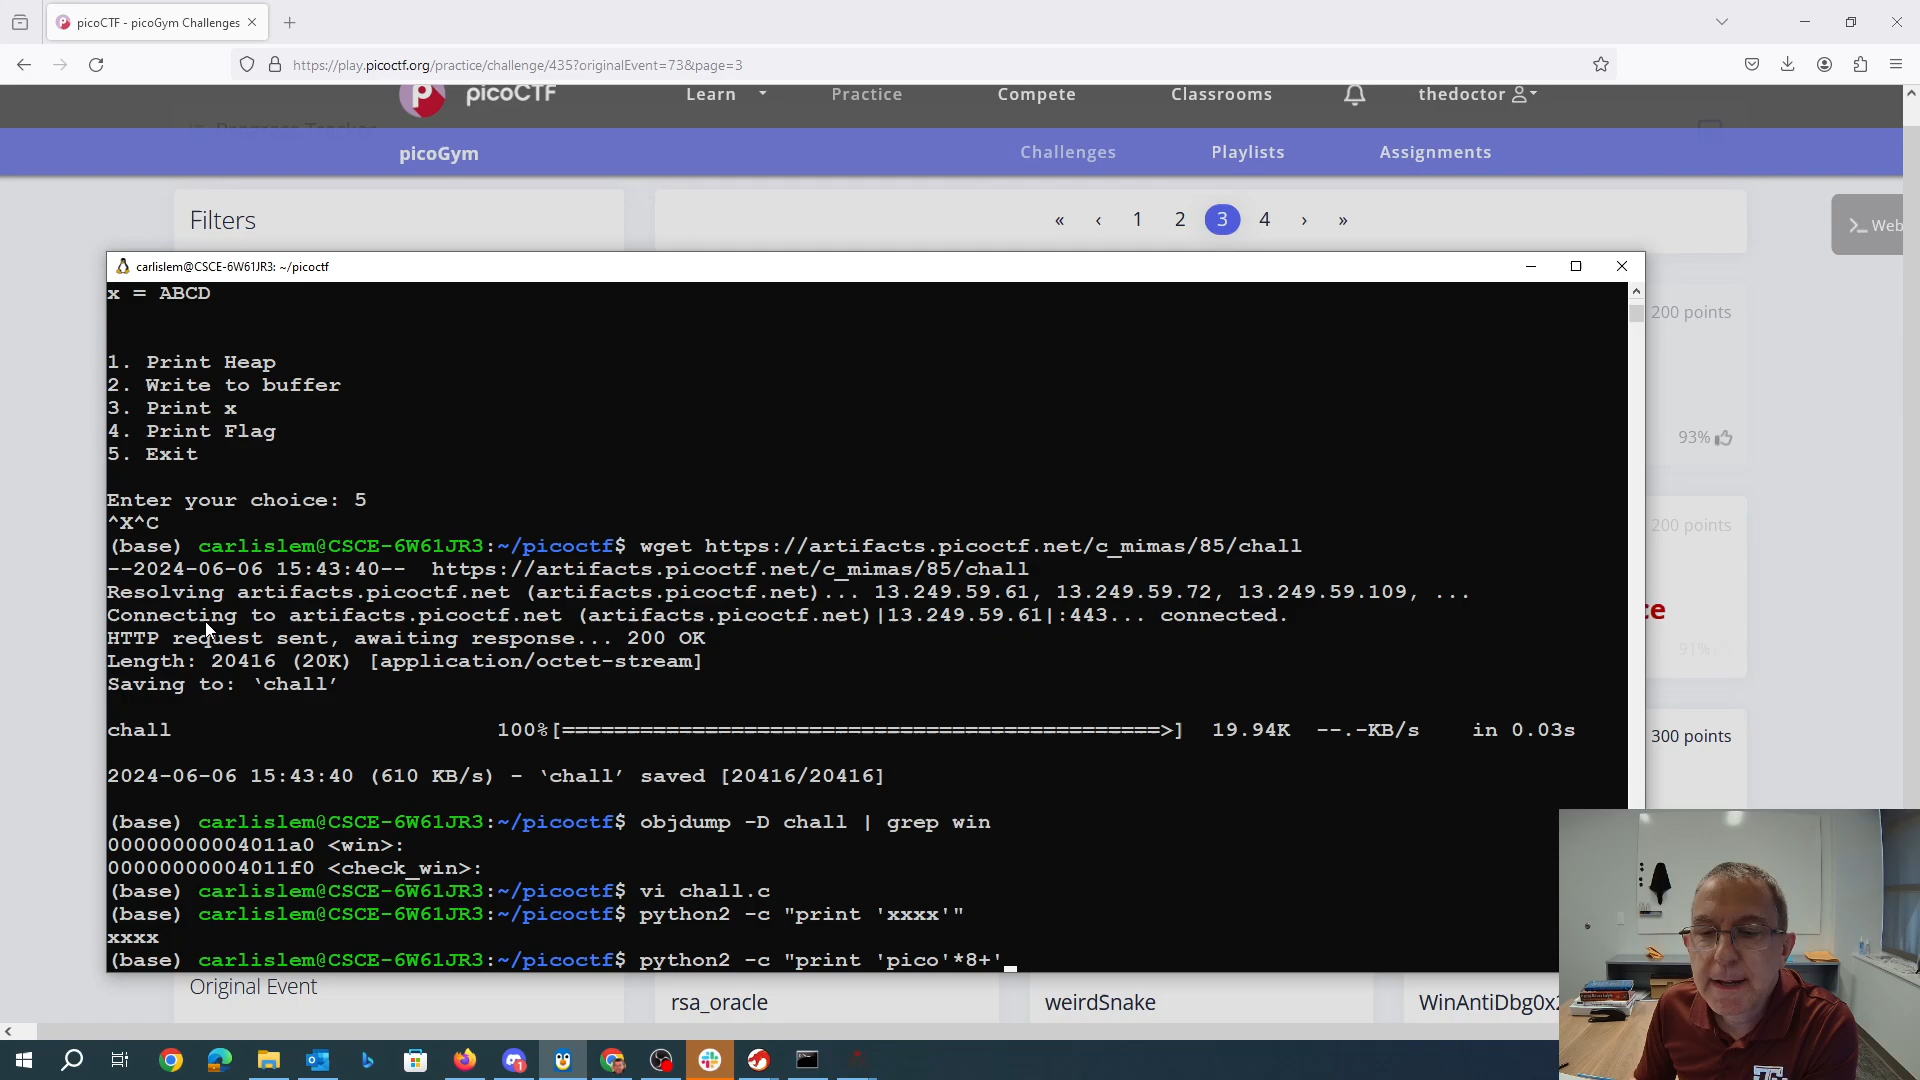 picoCTF - picoGym Challenges
https://play.picoctf.org/practice/challenge/435?originalEvent=73&page=3
picoCTF Learn Practice Compete Classrooms thedoctor
Progress Tracker
picoGym Challenges Playlists Assignments
Filters
« ‹ 1 2 3 4 › »
Web
carlislem@CSCE-6W61JR3: ~/picoctf
x = ABCD
1. Print Heap
2. Write to buffer
3. Print x
4. Print Flag
5. Exit
Enter your choice: 5
^X^C
(base) carlislem@CSCE-6W61JR3:~/picoctf$ wget https://artifacts.picoctf.net/c_mimas/85/chall
--2024-06-06 15:43:40--  https://artifacts.picoctf.net/c_mimas/85/chall
Resolving artifacts.picoctf.net (artifacts.picoctf.net)... 13.249.59.61, 13.249.59.72, 13.249.59.109, ...
Connecting to artifacts.picoctf.net (artifacts.picoctf.net)|13.249.59.61|:443... connected.
HTTP request sent, awaiting response... 200 OK
Length: 20416 (20K) [application/octet-stream]
Saving to: ‘chall’
chall 100%[==============================================>] 19.94K --.-KB/s in 0.03s
2024-06-06 15:43:40 (610 KB/s) - ‘chall’ saved [20416/20416]
(base) carlislem@CSCE-6W61JR3:~/picoctf$ objdump -D chall | grep win
00000000004011a0 <win>:
00000000004011f0 <check_win>:
(base) carlislem@CSCE-6W61JR3:~/picoctf$ vi chall.c
(base) carlislem@CSCE-6W61JR3:~/picoctf$ python2 -c "print 'xxxx'"
xxxx
(base) carlislem@CSCE-6W61JR3:~/picoctf$ python2 -c "print 'pico'*8+'
200 points
93%
200 points
ce
91%
300 points
Original Event
rsa_oracle weirdSnake WinAntiDbg0x